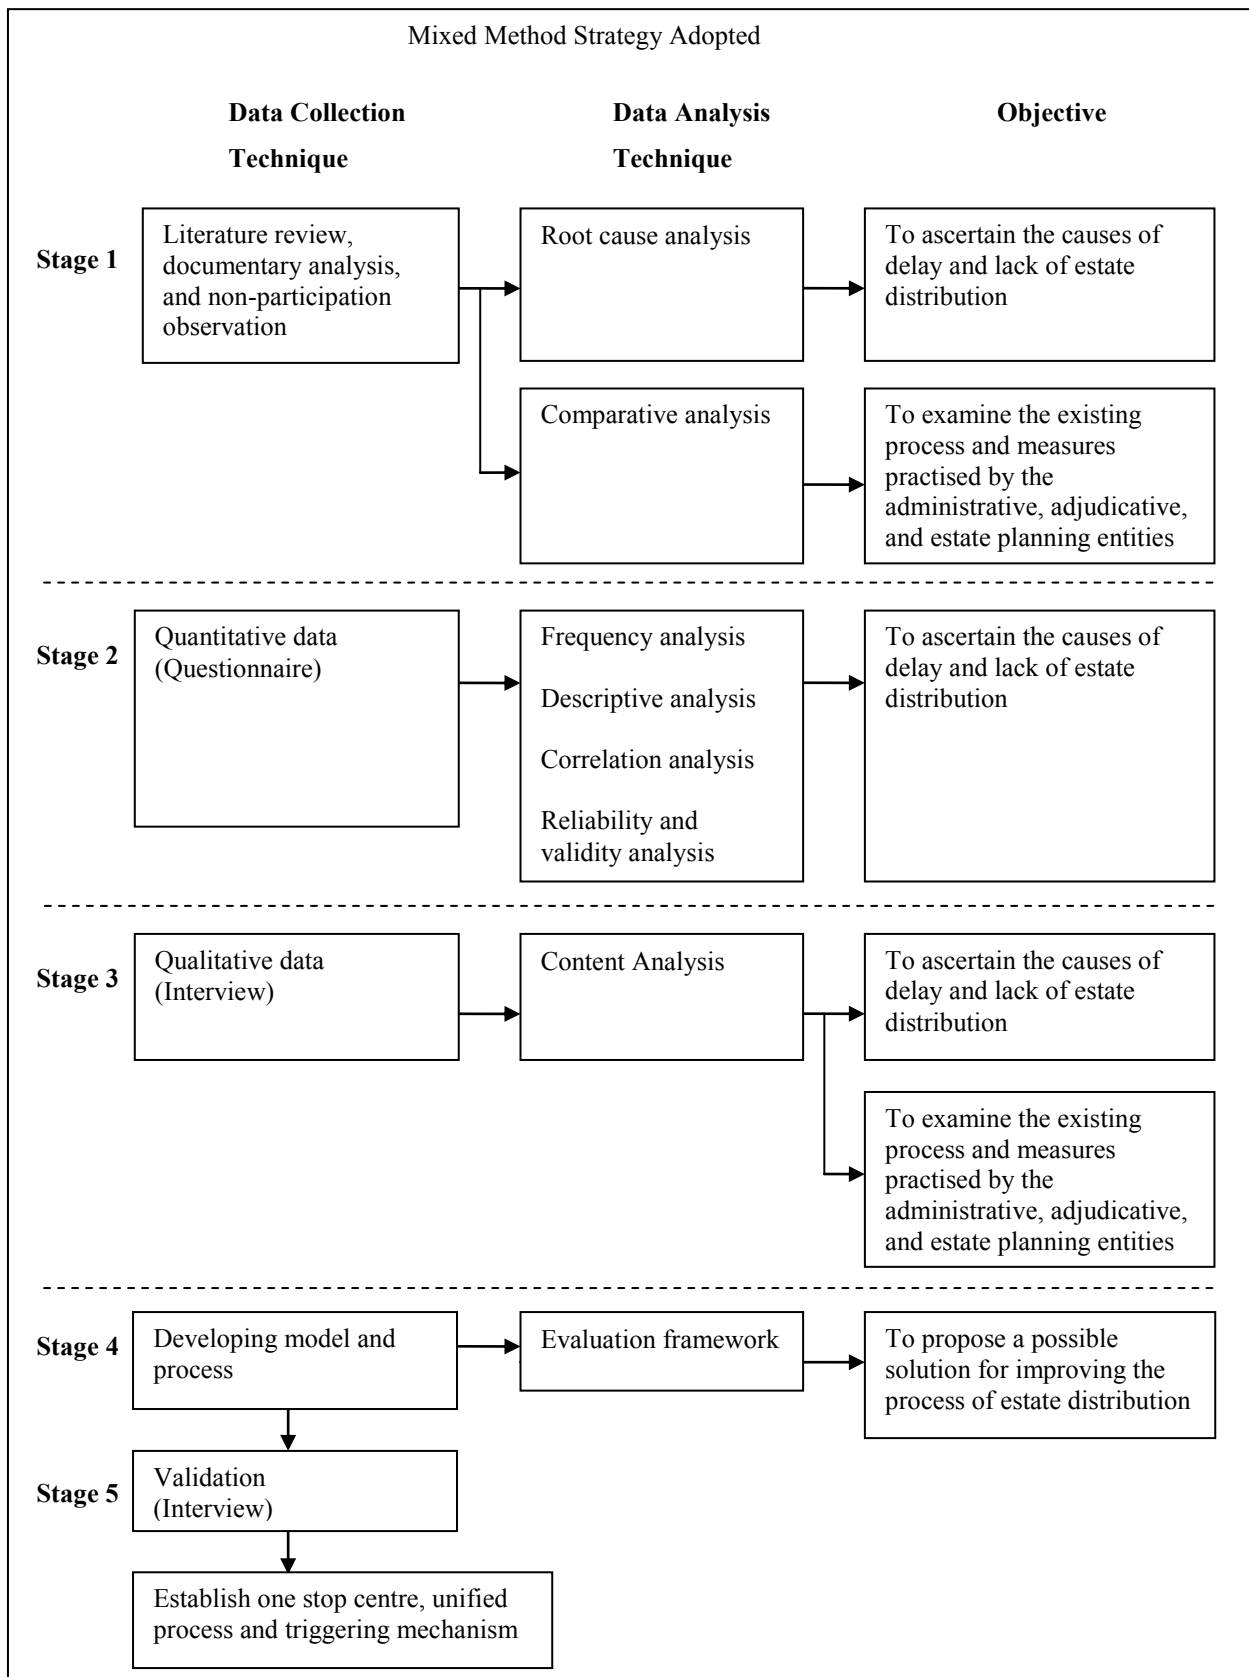 Mixed Method Strategy Adopted
Data Collection
Technique
Data Analysis
Technique
Objective
Stage 1
Literature review,
documentary analysis,
and non-participation
observation
Root cause analysis
To ascertain the causes of
delay and lack of estate
distribution
Comparative analysis
To examine the existing
process and measures
practised by the
administrative, adjudicative,
and estate planning entities
Stage 2
Quantitative data
(Questionnaire)
Frequency analysis
Descriptive analysis
Correlation analysis
Reliability and
validity analysis
To ascertain the causes of
delay and lack of estate
distribution
Stage 3
Qualitative data
(Interview)
Content Analysis
To ascertain the causes of
delay and lack of estate
distribution
To examine the existing
process and measures
practised by the
administrative, adjudicative,
and estate planning entities
Stage 4
Developing model and
process
Evaluation framework
To propose a possible
solution for improving the
process of estate distribution
Stage 5
Validation
(Interview)
Establish one stop centre, unified
process and triggering mechanism